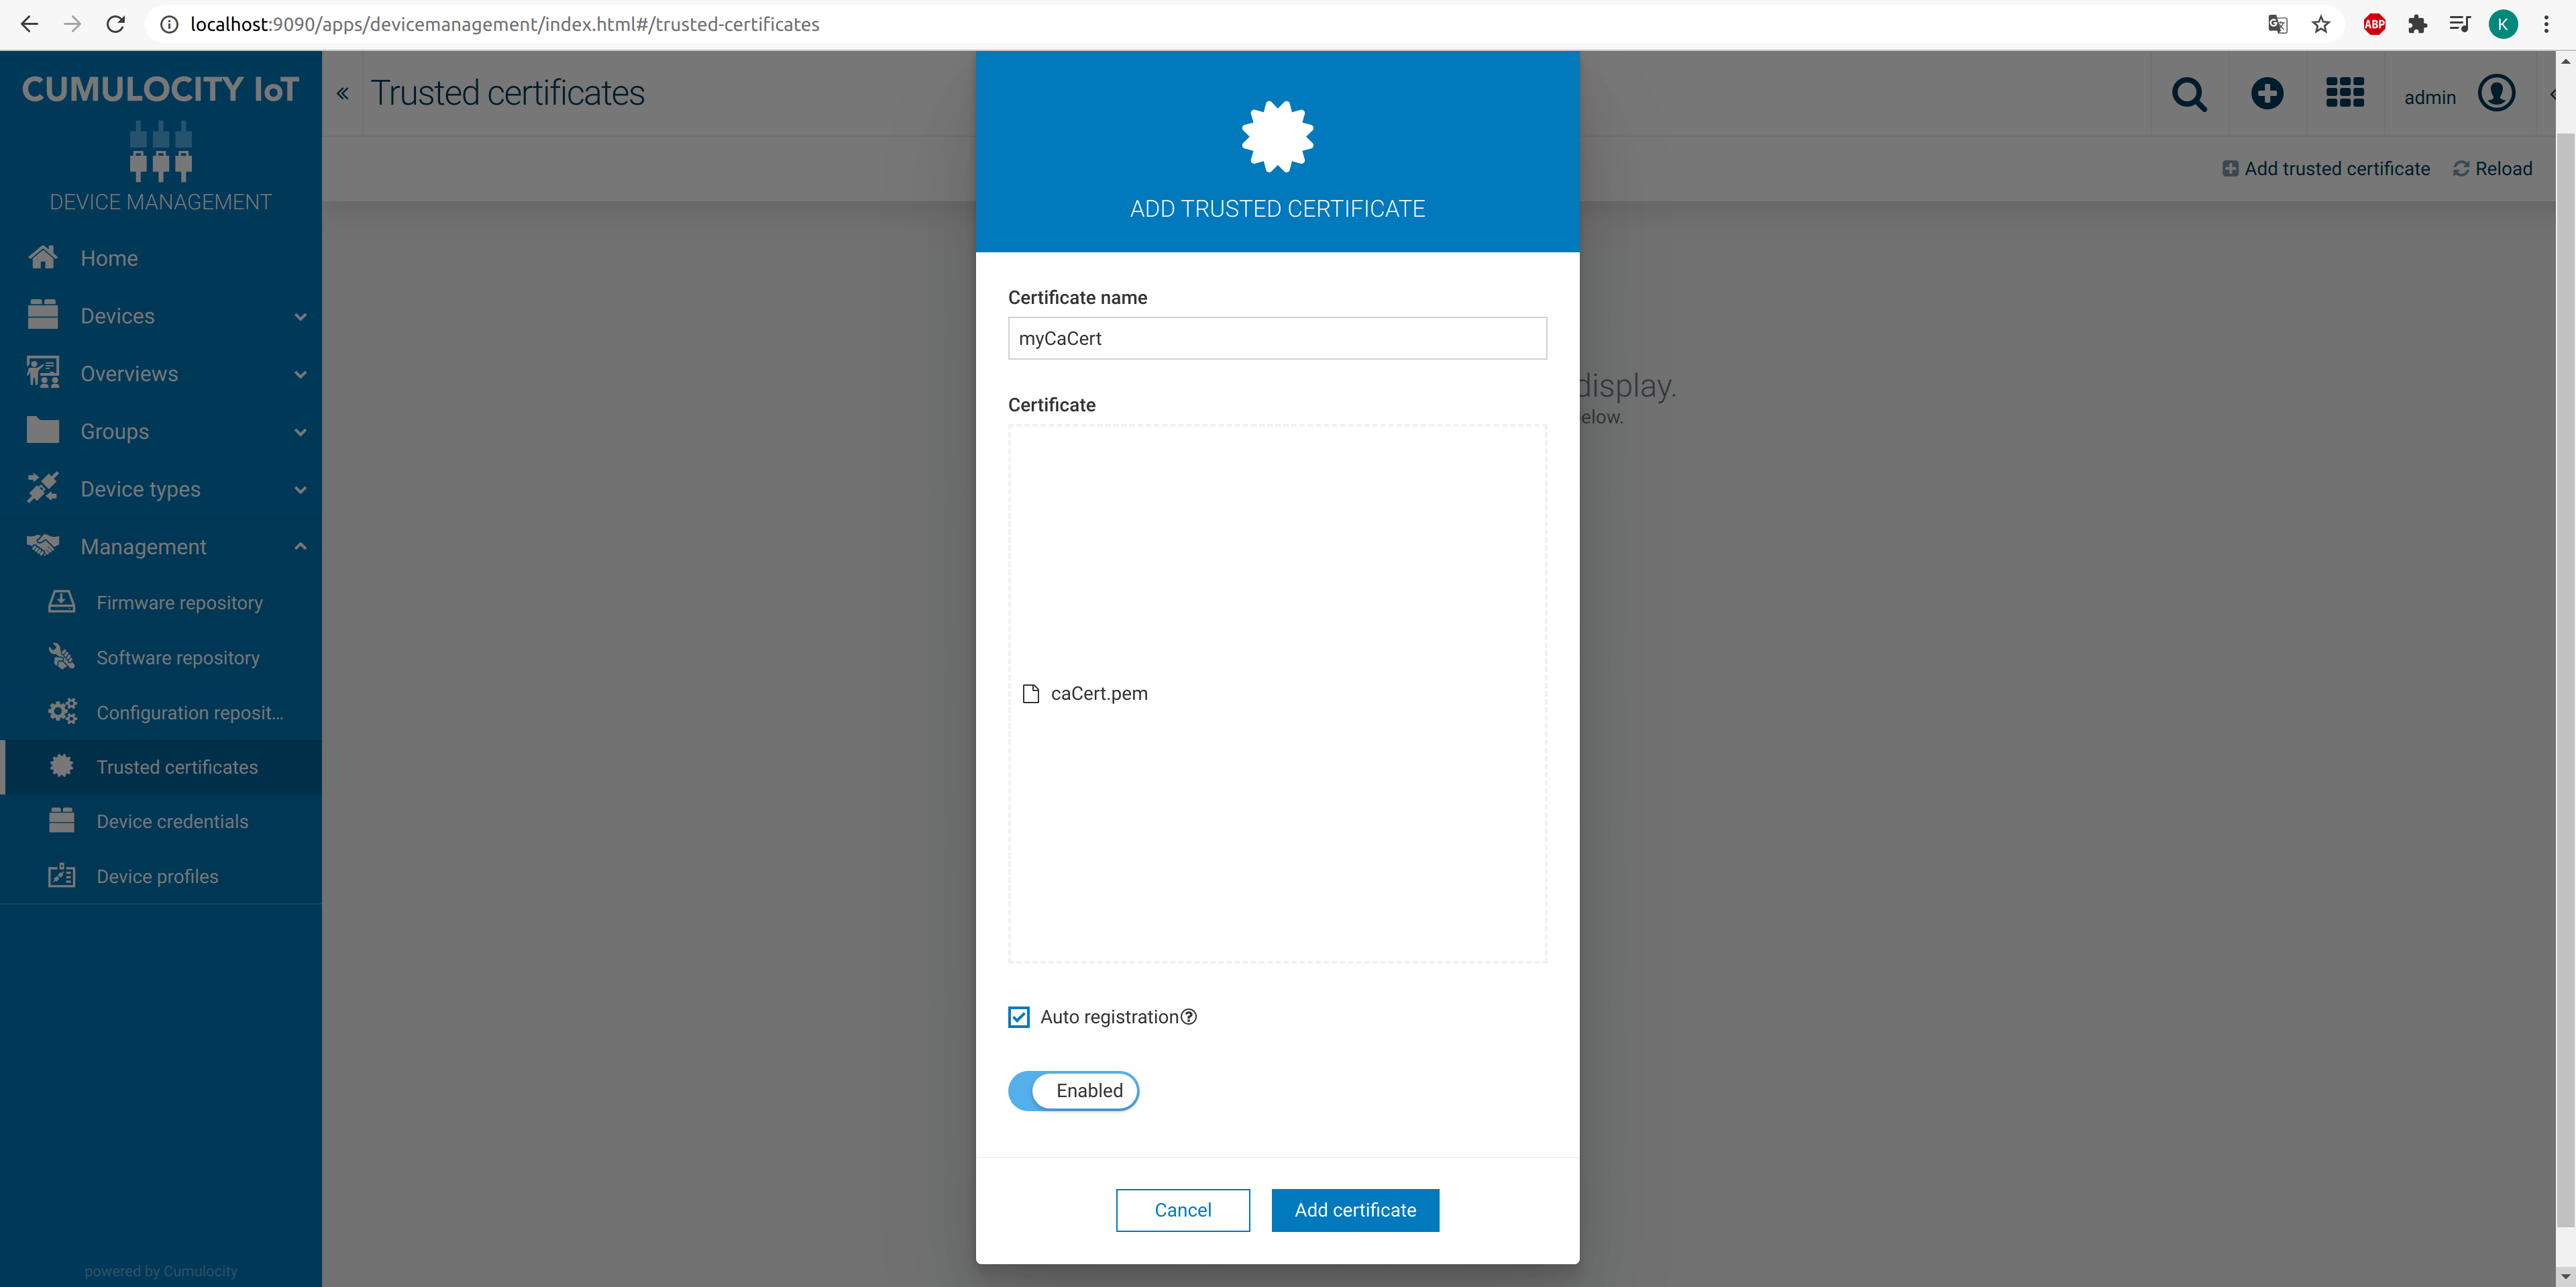 localhost:9090/apps/devicemanagement/index.html#/trusted-certificates
ABP
K
CUMULOCITY IoT
DEVICE MANAGEMENT
Home
Devices
Overviews
Groups
Device types
Management
Firmware repository
Software repository
Configuration reposit...
Trusted certificates
Device credentials
Device profiles
powered by Cumulocity
Trusted certificates
admin
Add trusted certificate
Reload
display.
elow.
ADD TRUSTED CERTIFICATE
Certificate name
myCaCert
Certificate
caCert.pem
Auto registration
Enabled
Cancel
Add certificate